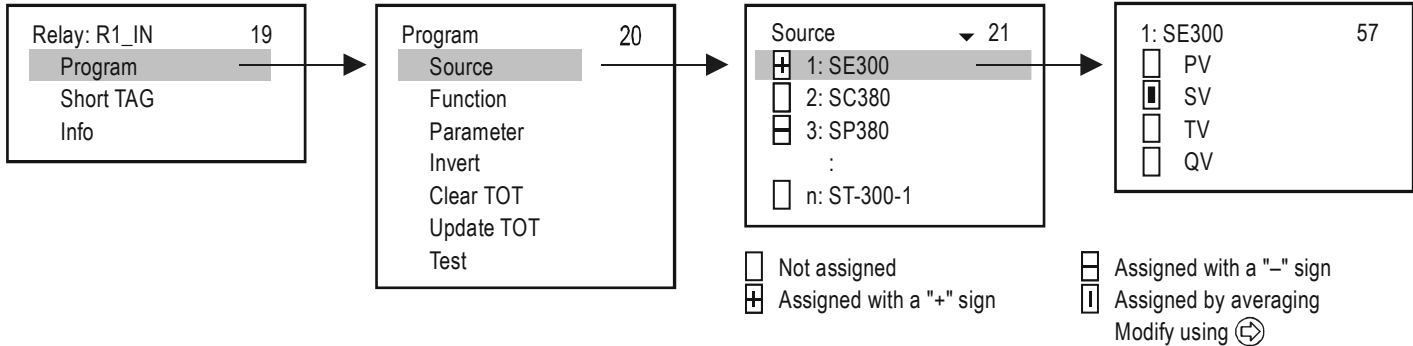 Relay: R1_IN 19
Program
Short TAG
Info
Program 20
Source
Function
Parameter
Invert
Clear TOT
Update TOT
Test
Source 21
1: SE300
2: SC380
3: SP380
:
n: ST-300-1
1: SE300 57
PV
SV
TV
QV
Not assigned
Assigned with a "+" sign
Assigned with a "–" sign
Assigned by averaging
Modify using